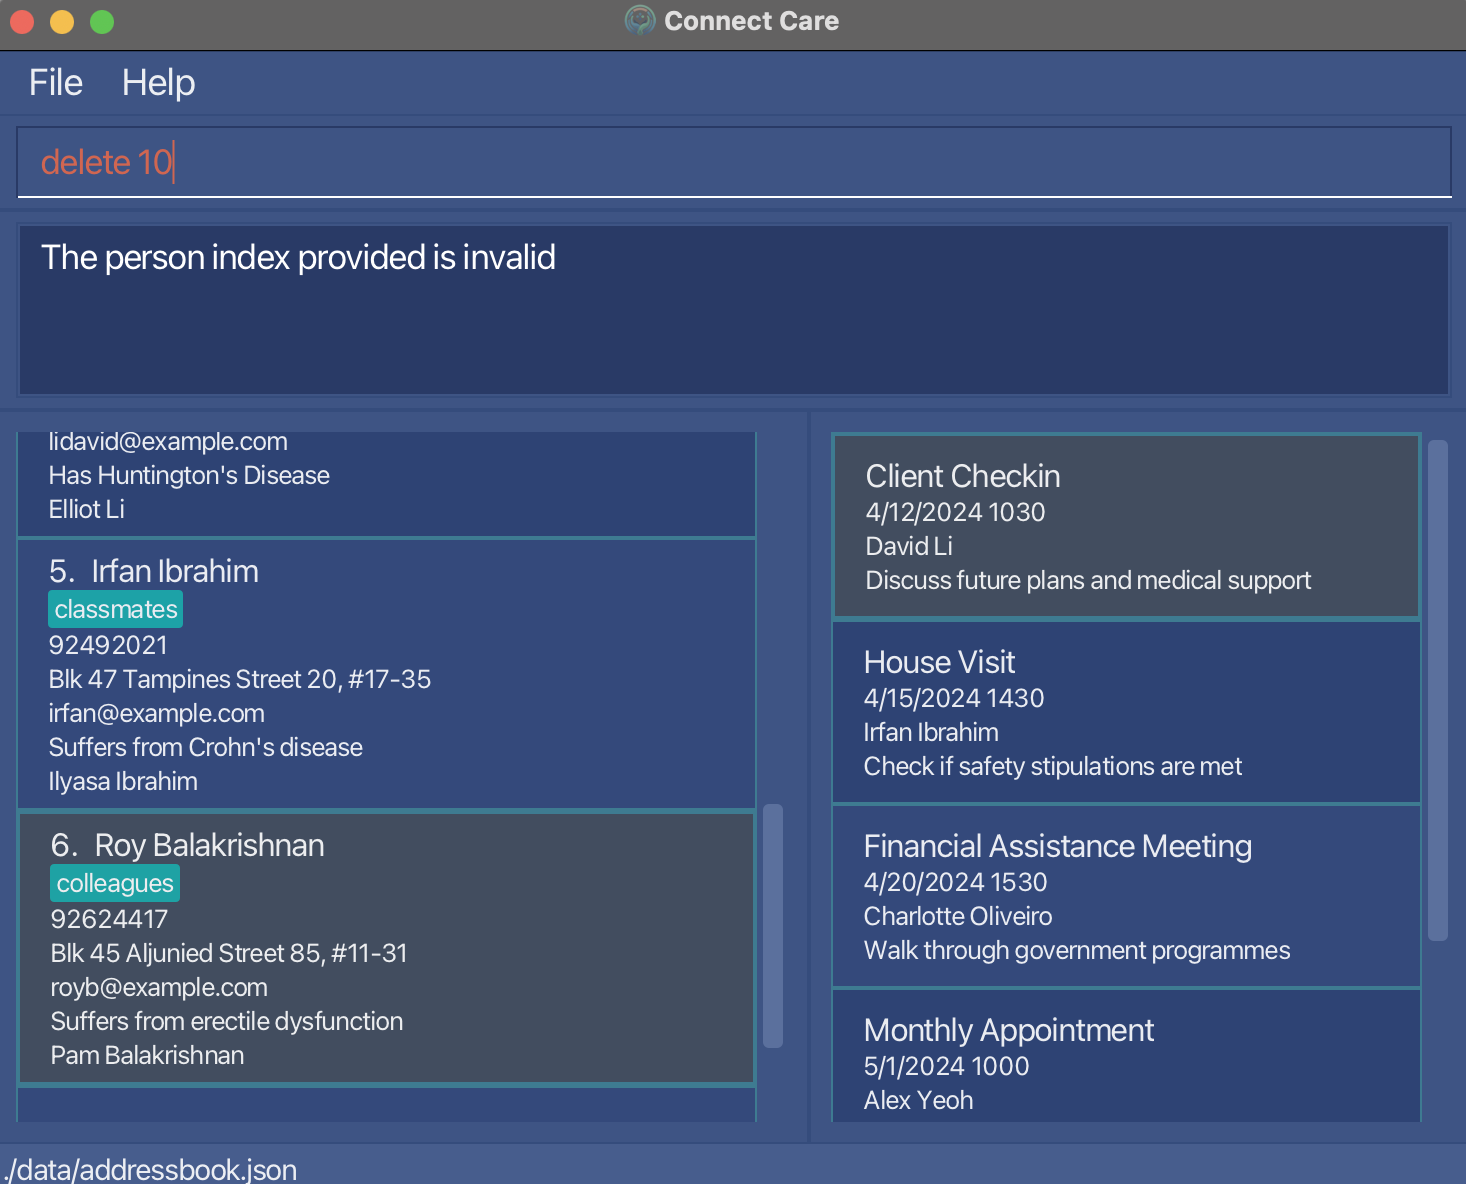 Connect Care
File Help
delete 10
The person index provided is invalid
lidavid@example.com
Has Huntington's Disease
Elliot Li
5. Irfan Ibrahim
classmates
92492021
Blk 47 Tampines Street 20, #17-35
irfan@example.com
Suffers from Crohn's disease
Ilyasa Ibrahim
6. Roy Balakrishnan
colleagues
92624417
Blk 45 Aljunied Street 85, #11-31
royb@example.com
Suffers from erectile dysfunction
Pam Balakrishnan
Client Checkin
4/12/2024 1030
David Li
Discuss future plans and medical support
House Visit
4/15/2024 1430
Irfan Ibrahim
Check if safety stipulations are met
Financial Assistance Meeting
4/20/2024 1530
Charlotte Oliveiro
Walk through government programmes
Monthly Appointment
5/1/2024 1000
Alex Yeoh
./data/addressbook.json